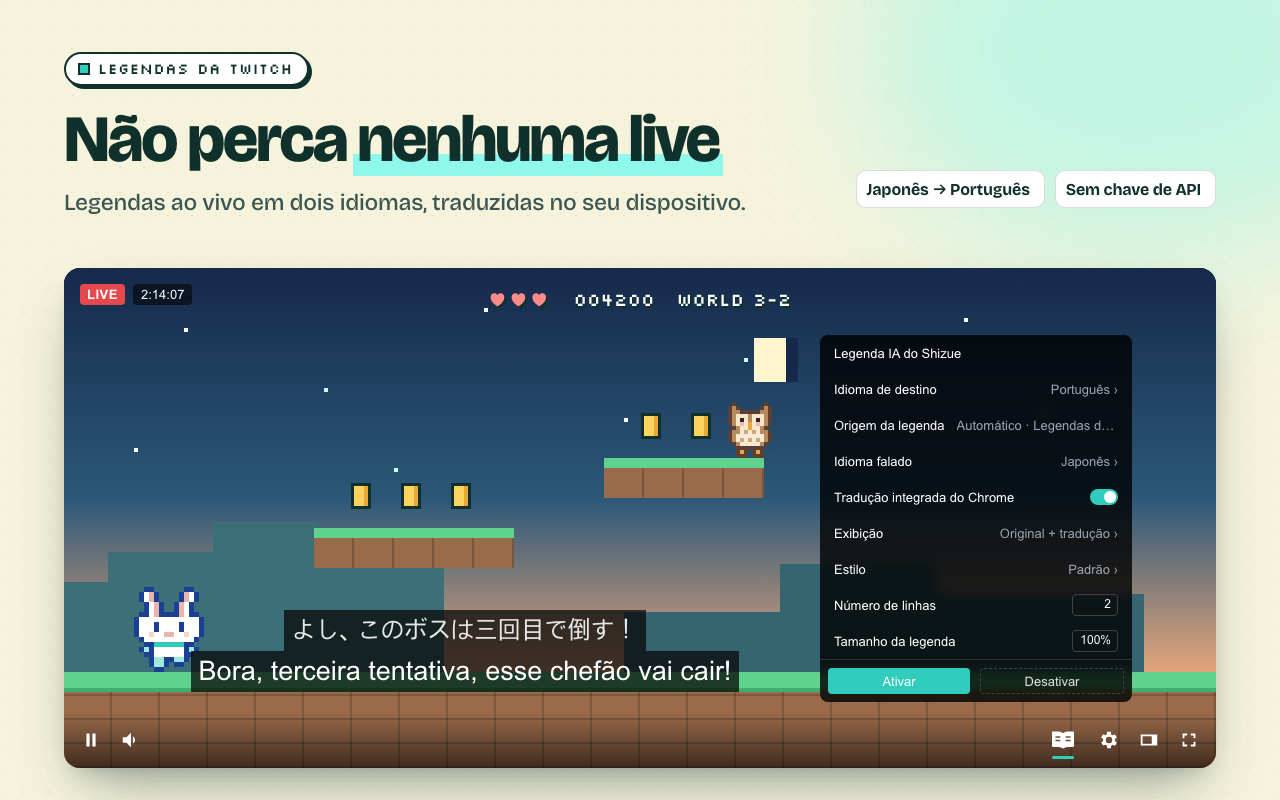 LEGENDAS DA TWITCH
Não perca nenhuma live
Legendas ao vivo em dois idiomas, traduzidas no seu dispositivo.
Japonês → Português
Sem chave de API
LIVE
2:14:07
004200 WORLD 3-2
Legenda IA do Shizue
Idioma de destino Português ›
Origem da legenda Automático · Legendas d…
Idioma falado Japonês ›
Tradução integrada do Chrome
Exibição Original + tradução ›
Estilo Padrão ›
Número de linhas 2
Tamanho da legenda 100%
Ativar Desativar
よし、このボスは三回目で倒す！
Bora, terceira tentativa, esse chefão vai cair!